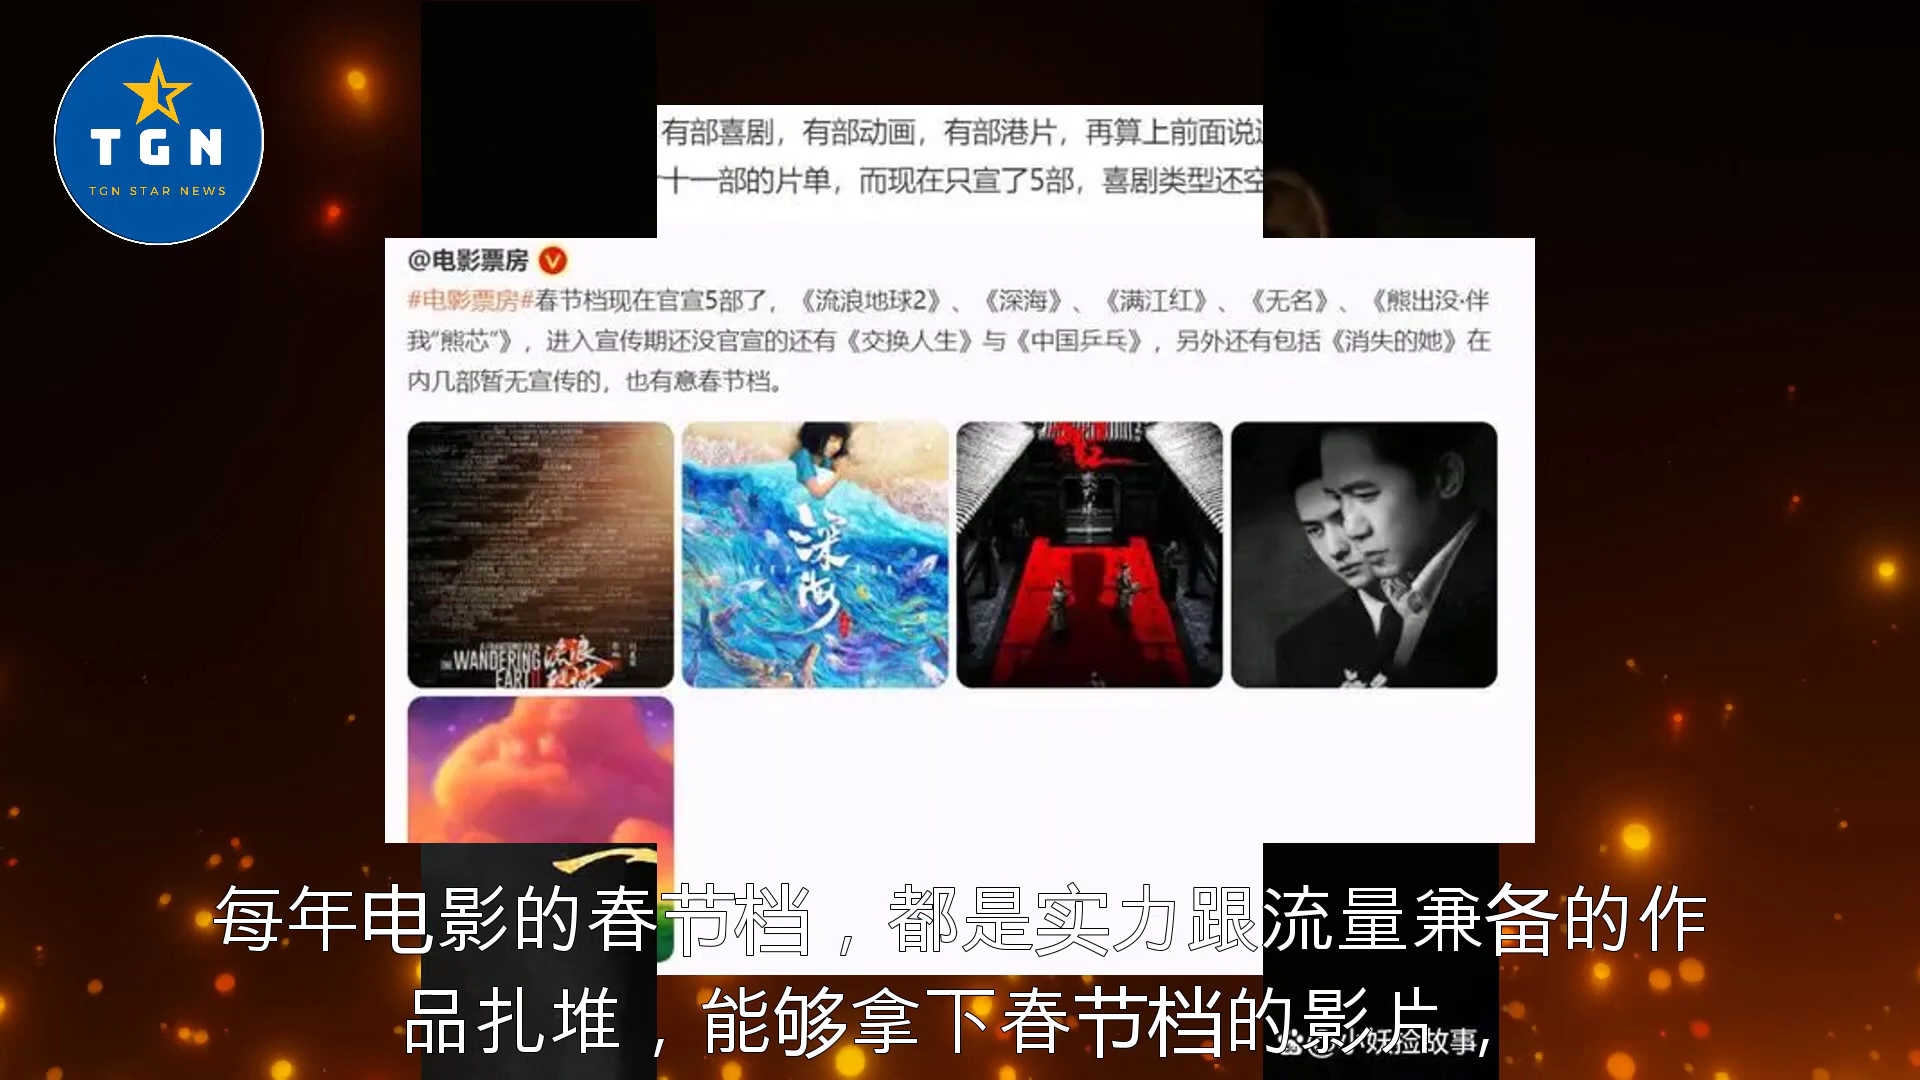 TGN
TGN STAR NEWS
有部喜剧，有部动画，有部港片，再算上前面说
十一部的片单，而现在只宣了5部，喜剧类型还空
@电影票房
#电影票房#春节档现在官宣5部了，《流浪地球2》、《深海》、《满江红》、《无名》、《熊出没·伴
我“熊芯”》，进入宣传期还没官宣的还有《交换人生》与《中国乒乓》，另外还有包括《消失的她》在
内几部暂无宣传的，也有意春节档。
WANDERING
EARTH
流浪
深海
每年电影的春节档，都是实力跟流量兼备的作
品扎堆，能够拿下春节档的影片，
小妖捡故事